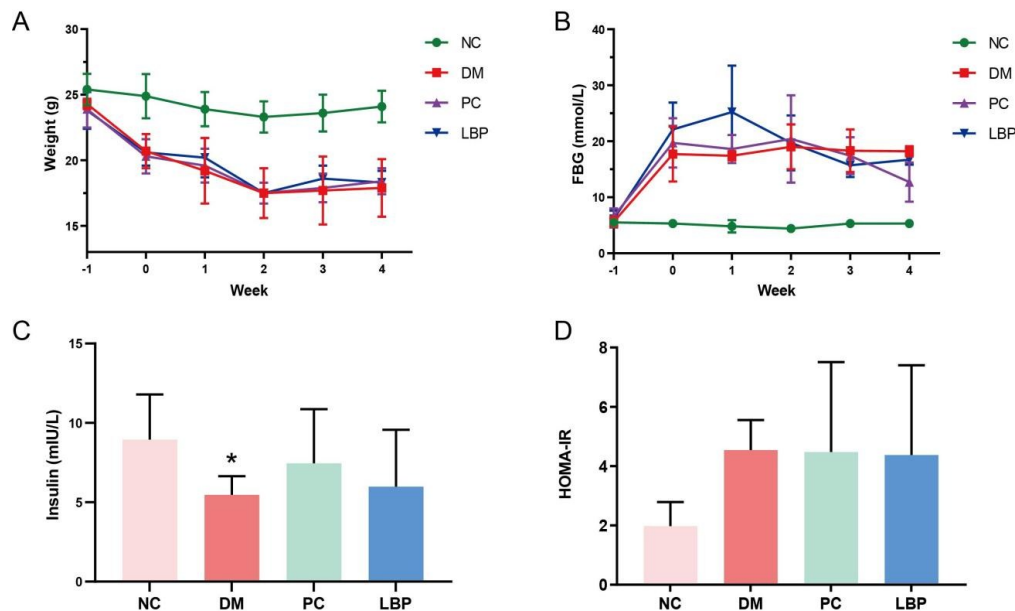 A
Weight (g)
30
25
20
15
-1 0 1 2 3 4
Week
NC
DM
PC
LBP
B
FBG (mmol/L)
40
30
20
10
0
-1 0 1 2 3 4
Week
NC
DM
PC
LBP
C
Insulin (mIU/L)
15
10
5
0
*
NC DM PC LBP
D
HOMA-IR
8
6
4
2
0
NC DM PC LBP